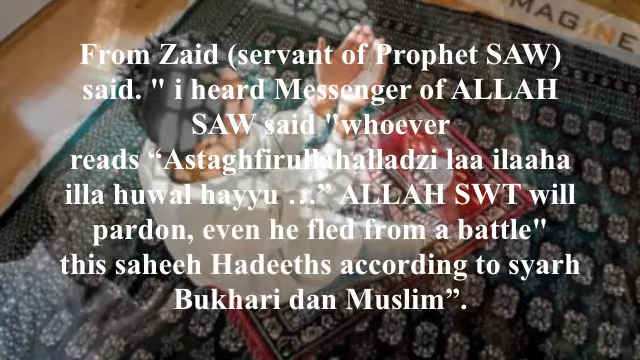 MAGINE
From Zaid (servant of Prophet SAW)
said. " i heard Messenger of ALLAH
SAW said "whoever
reads “Astaghfirullahalladzi laa ilaaha
illa huwal hayyu …” ALLAH SWT will
pardon, even he fled from a battle"
this saheeh Hadeeths according to syarh
Bukhari dan Muslim”.